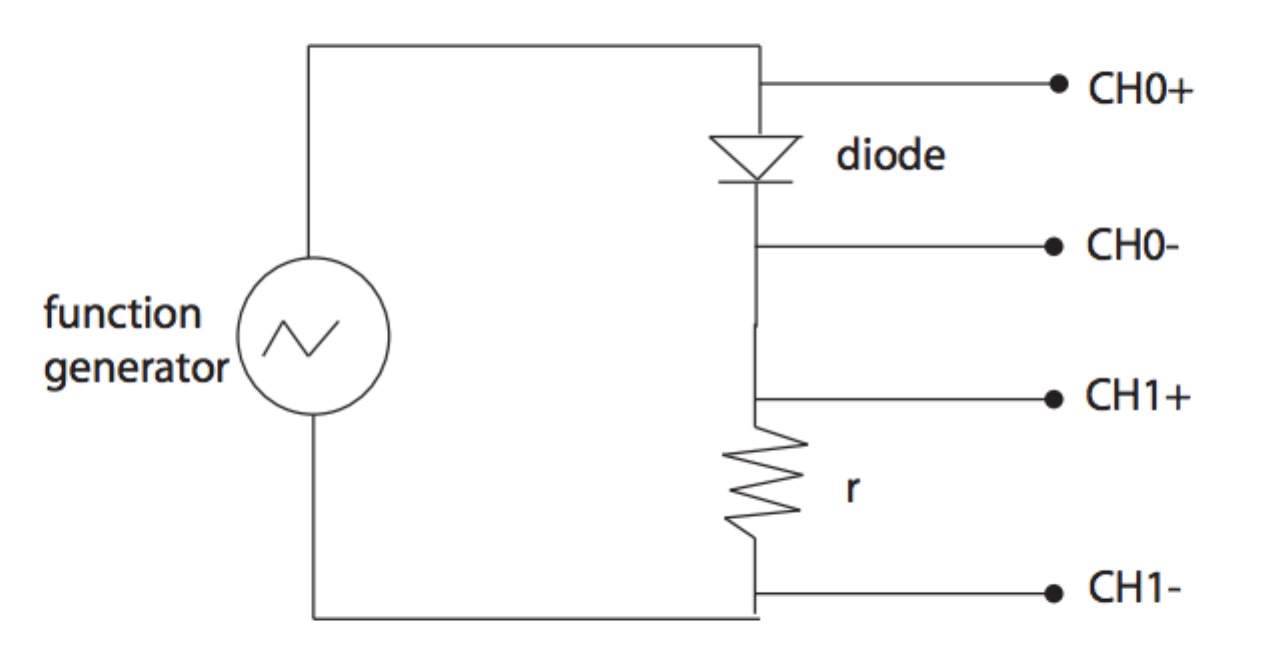 CH0+
diode
CH0-
function
generator
CH1+
r
CH1-